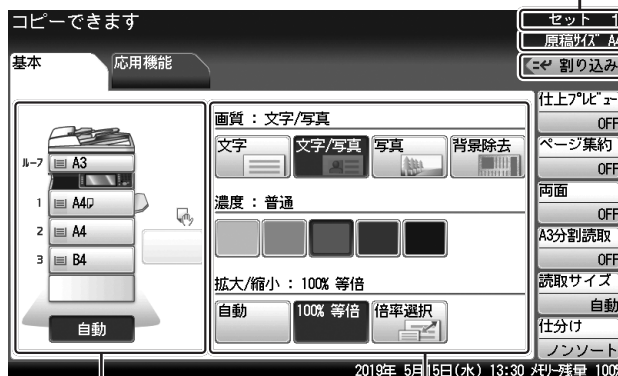 コピーできます
セット 1
原稿ｻｲｽﾞ A4
割り込み
基本
応用機能
画質 : 文字/写真
文字
文字/写真
写真
背景除去
濃度 : 普通
拡大/縮小 : 100% 等倍
自動
100% 等倍
倍率選択
ﾙｰﾌ
A3
1
A4
2
A4
3
B4
自動
仕上ﾌﾟﾚﾋﾞｭｰ
OFF
ページ集約
OFF
両面
OFF
A3分割読取
OFF
読取サイズ
自動
仕分け
ノンソート
2019年 5月15日(水) 13:30 ﾒﾓﾘｰ残量 100%